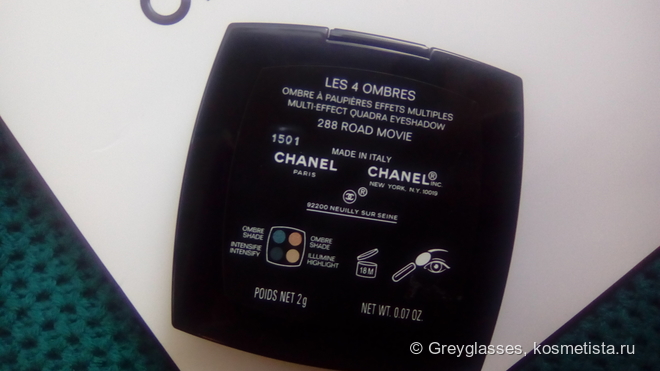 LES 4 OMBRES
OMBRE À PAUPIÈRES EFFETS MULTIPLES
MULTI-EFFECT QUADRA EYESHADOW
288 ROAD MOVIE
1501
MADE IN ITALY
CHANEL
PARIS
CHANEL® INC.
NEW YORK, N.Y. 10019
®
92200 NEUILLY SUR SEINE
OMBRE
SHADE
INTENSIFIE
INTENSIFY
OMBRE
SHADE
ILLUMINE
HIGHLIGHT
18M
POIDS NET 2g
NET WT. 0.07 OZ.
© Greyglasses, kosmetista.ru